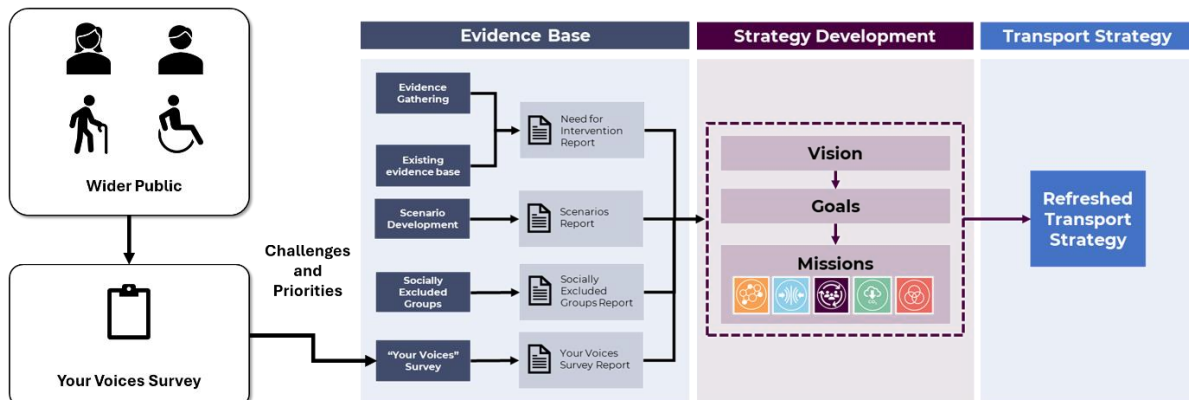 Wider Public
Your Voices Survey
Challenges
and
Priorities
Evidence Base
Evidence
Gathering
Existing
evidence base
Need for
Intervention
Report
Scenario
Development
Scenarios
Report
Socially
Excluded
Groups
Socially
Excluded
Groups Report
“Your Voices”
Survey
Your Voices
Survey Report
Strategy Development
Vision
Goals
Missions
Transport Strategy
Refreshed
Transport
Strategy